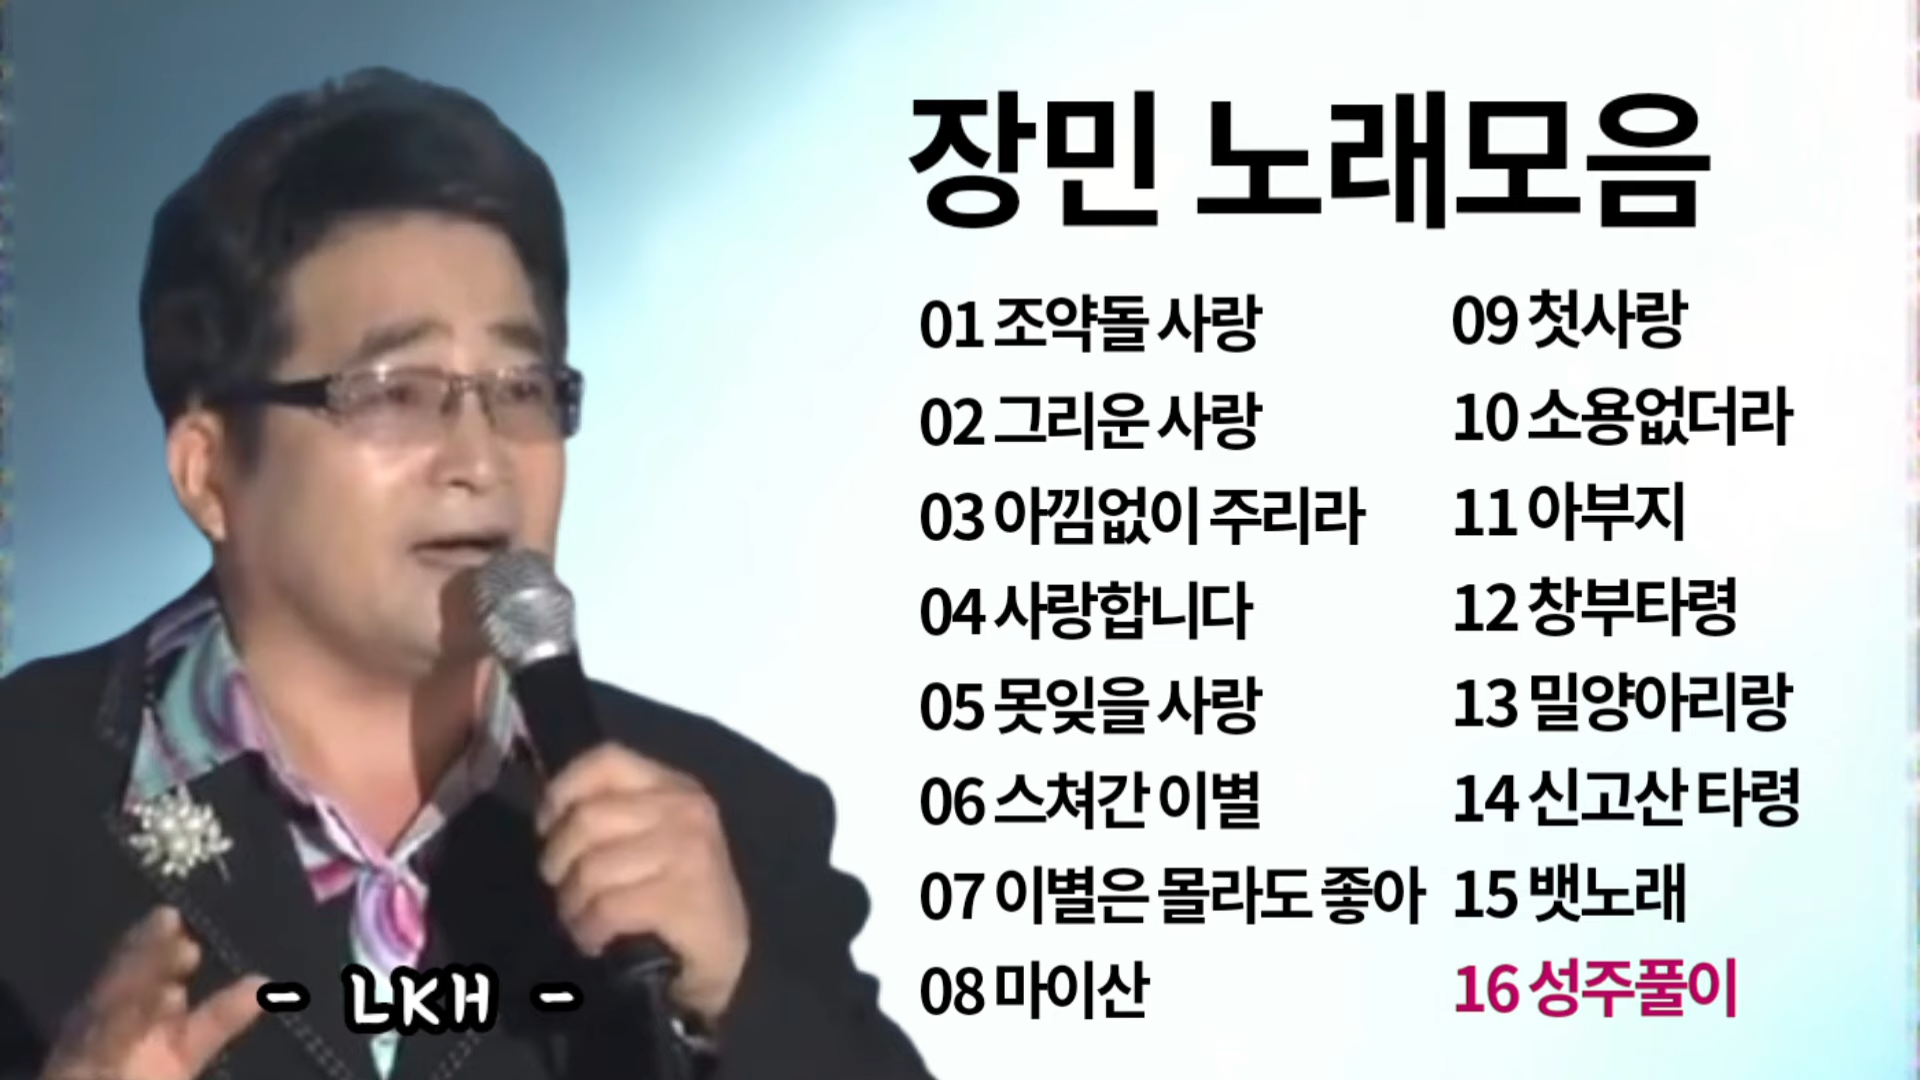 장민 노래모음
01 조약돌 사랑
02 그리운 사랑
03 아낌없이 주리라
04 사랑합니다
05 못잊을 사랑
06 스쳐간 이별
07 이별은 몰라도 좋아
08 마이산
09 첫사랑
10 소용없더라
11 아부지
12 창부타령
13 밀양아리랑
14 신고산 타령
15 뱃노래
16 성주풀이
- LKH -